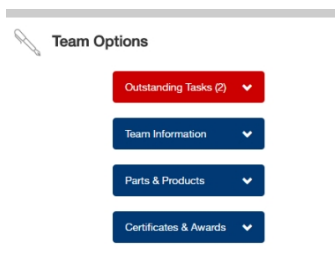 Team Options
Outstanding Tasks (2)
Team Information
Parts & Products
Certificates & Awards